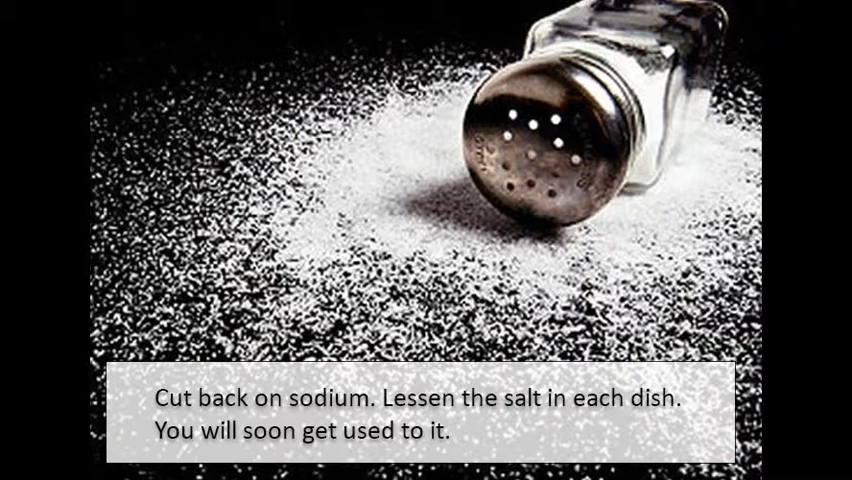 Cut back on sodium. Lessen the salt in each dish.
You will soon get used to it.